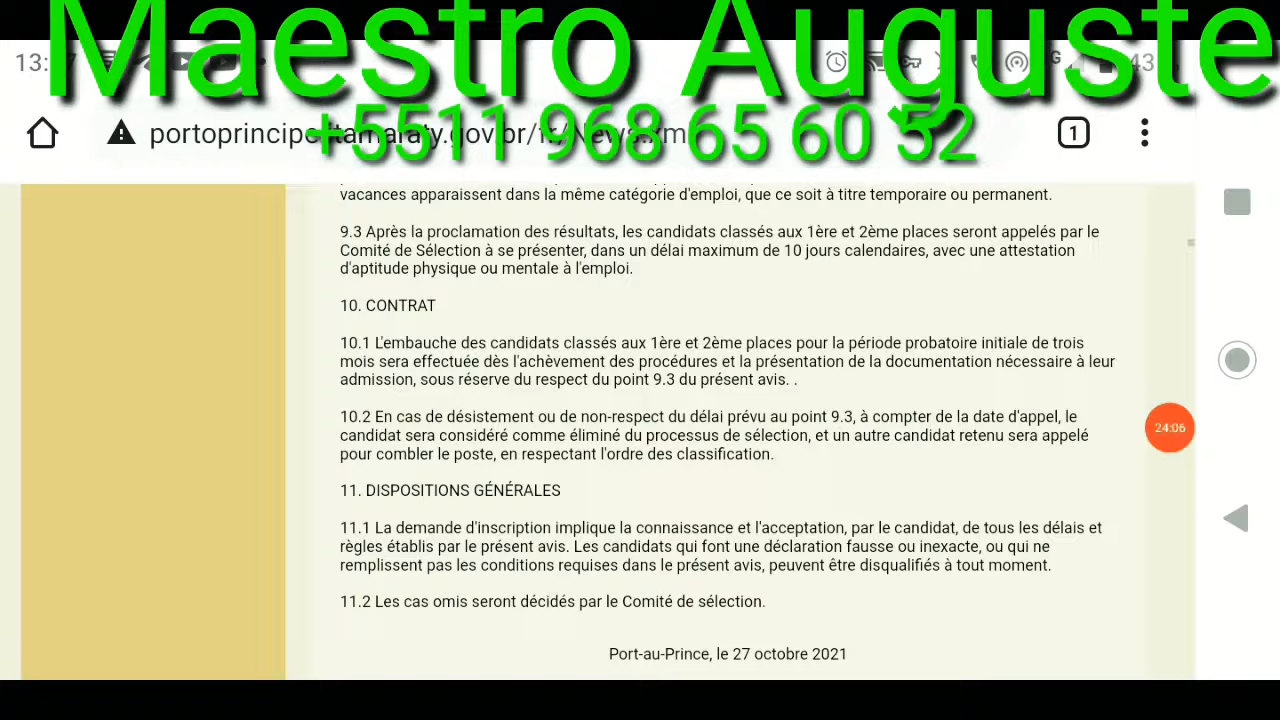 Maestro Auguste
13:
43
+5511 968 65 60 52
1
vacances apparaissent dans la même catégorie d'emploi, que ce soit à titre temporaire ou permanent.
9.3 Après la proclamation des résultats, les candidats classés aux 1ère et 2ème places seront appelés par le
Comité de Sélection à se présenter, dans un délai maximum de 10 jours calendaires, avec une attestation
d'aptitude physique ou mentale à l'emploi.
10. CONTRAT
10.1 L'embauche des candidats classés aux 1ère et 2ème places pour la période probatoire initiale de trois
mois sera effectuée dès l'achèvement des procédures et la présentation de la documentation nécessaire à leur
admission, sous réserve du respect du point 9.3 du présent avis. .
10.2 En cas de désistement ou de non-respect du délai prévu au point 9.3, à compter de la date d'appel, le
candidat sera considéré comme éliminé du processus de sélection, et un autre candidat retenu sera appelé
pour combler le poste, en respectant l'ordre des classification.
24:06
11. DISPOSITIONS GÉNÉRALES
11.1 La demande d'inscription implique la connaissance et l'acceptation, par le candidat, de tous les délais et
règles établis par le présent avis. Les candidats qui font une déclaration fausse ou inexacte, ou qui ne
remplissent pas les conditions requises dans le présent avis, peuvent être disqualifiés à tout moment.
11.2 Les cas omis seront décidés par le Comité de sélection.
Port-au-Prince, le 27 octobre 2021